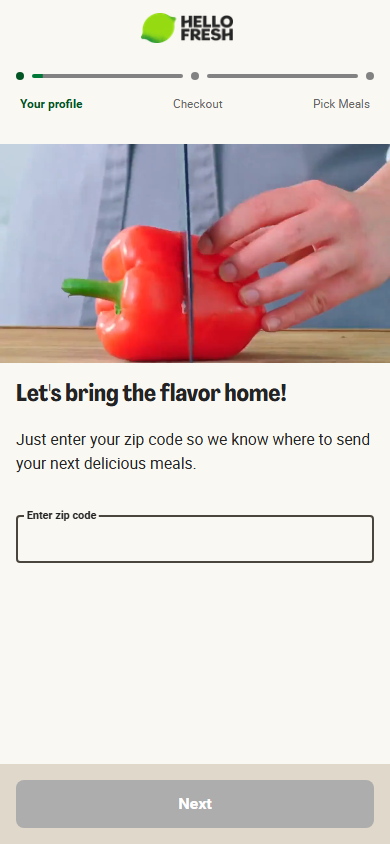 HELLO
FRESH
Your profile
Checkout
Pick Meals
Let's bring the flavor home!
Just enter your zip code so we know where to send
your next delicious meals.
Enter zip code
Next